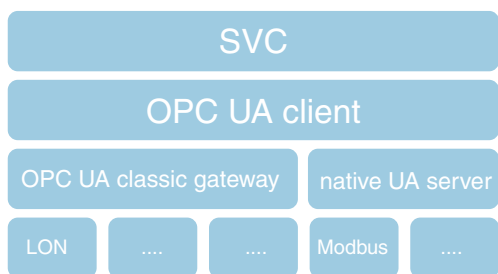 SVC
OPC UA client
OPC UA classic gateway native UA server
LON .... .... Modbus ....